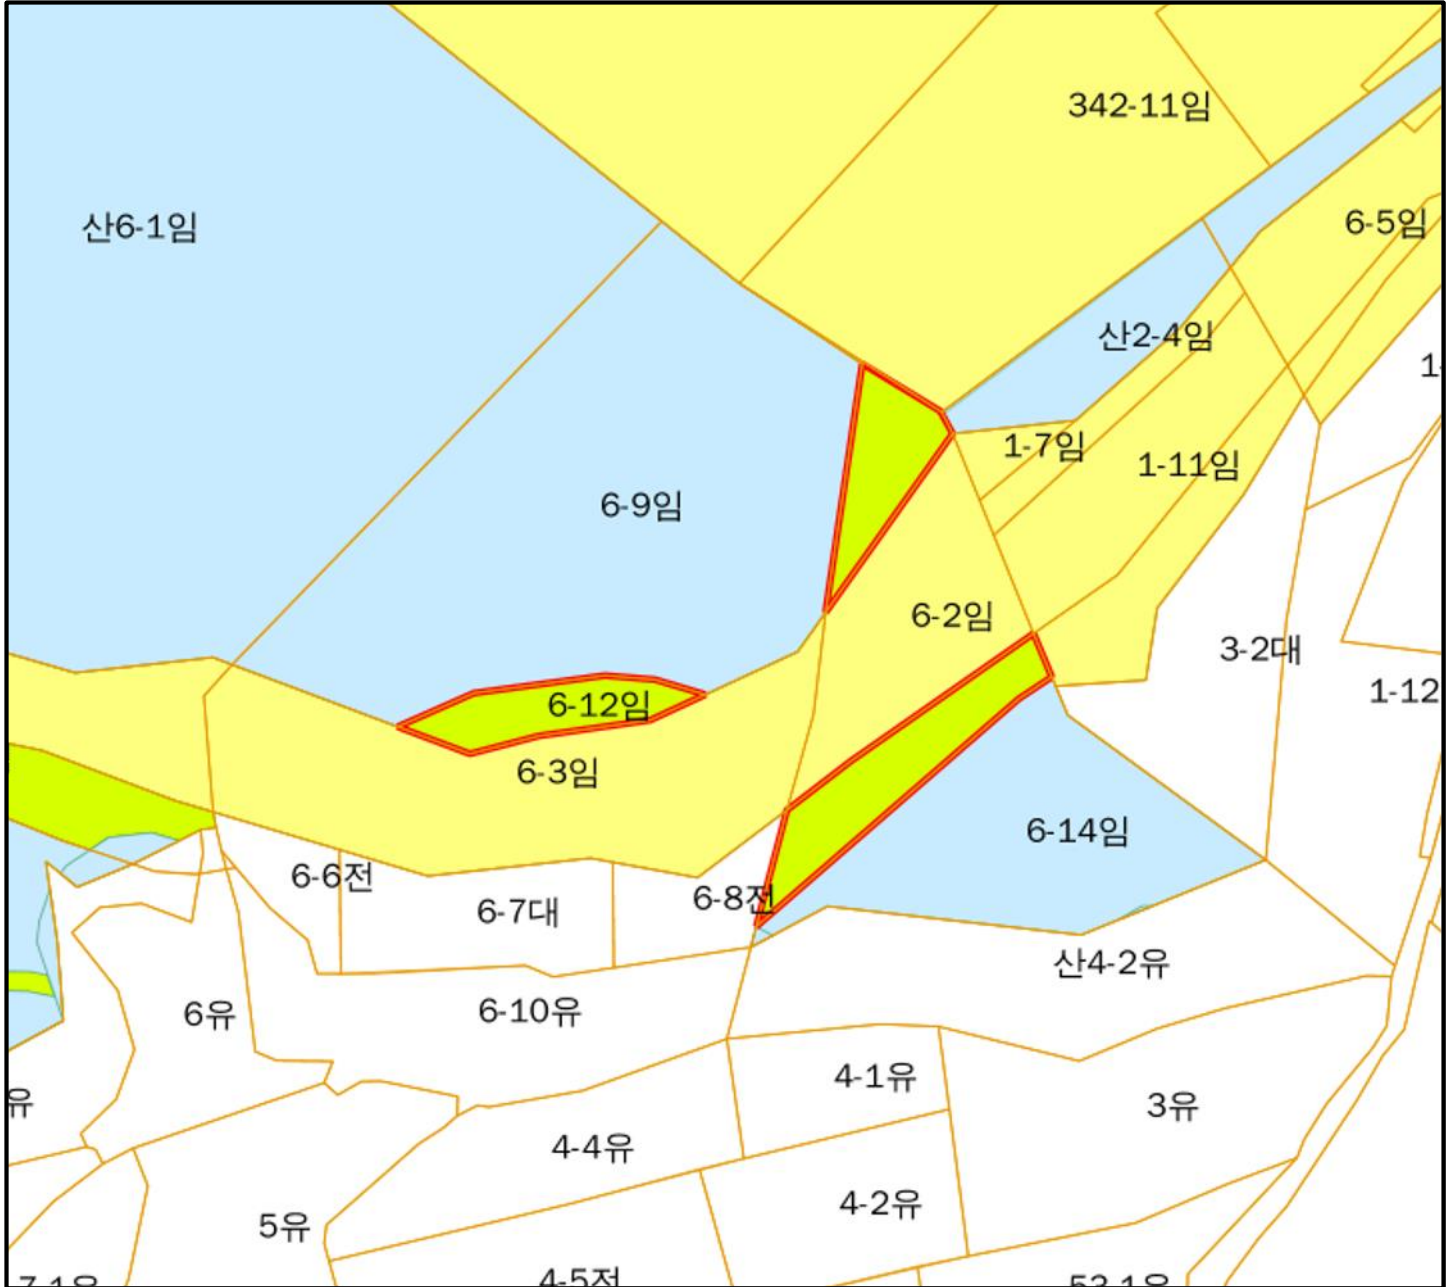 342-11임
산6-1임
6-5임
산2-4임
1-7임
1-11임
6-9임
6-2임
3-2대
1-12
6-12임
6-3임
6-14임
6-6전
6-7대
6-8전
산4-2유
6유
6-10유
4-1유
유
3유
4-4유
4-2유
5유